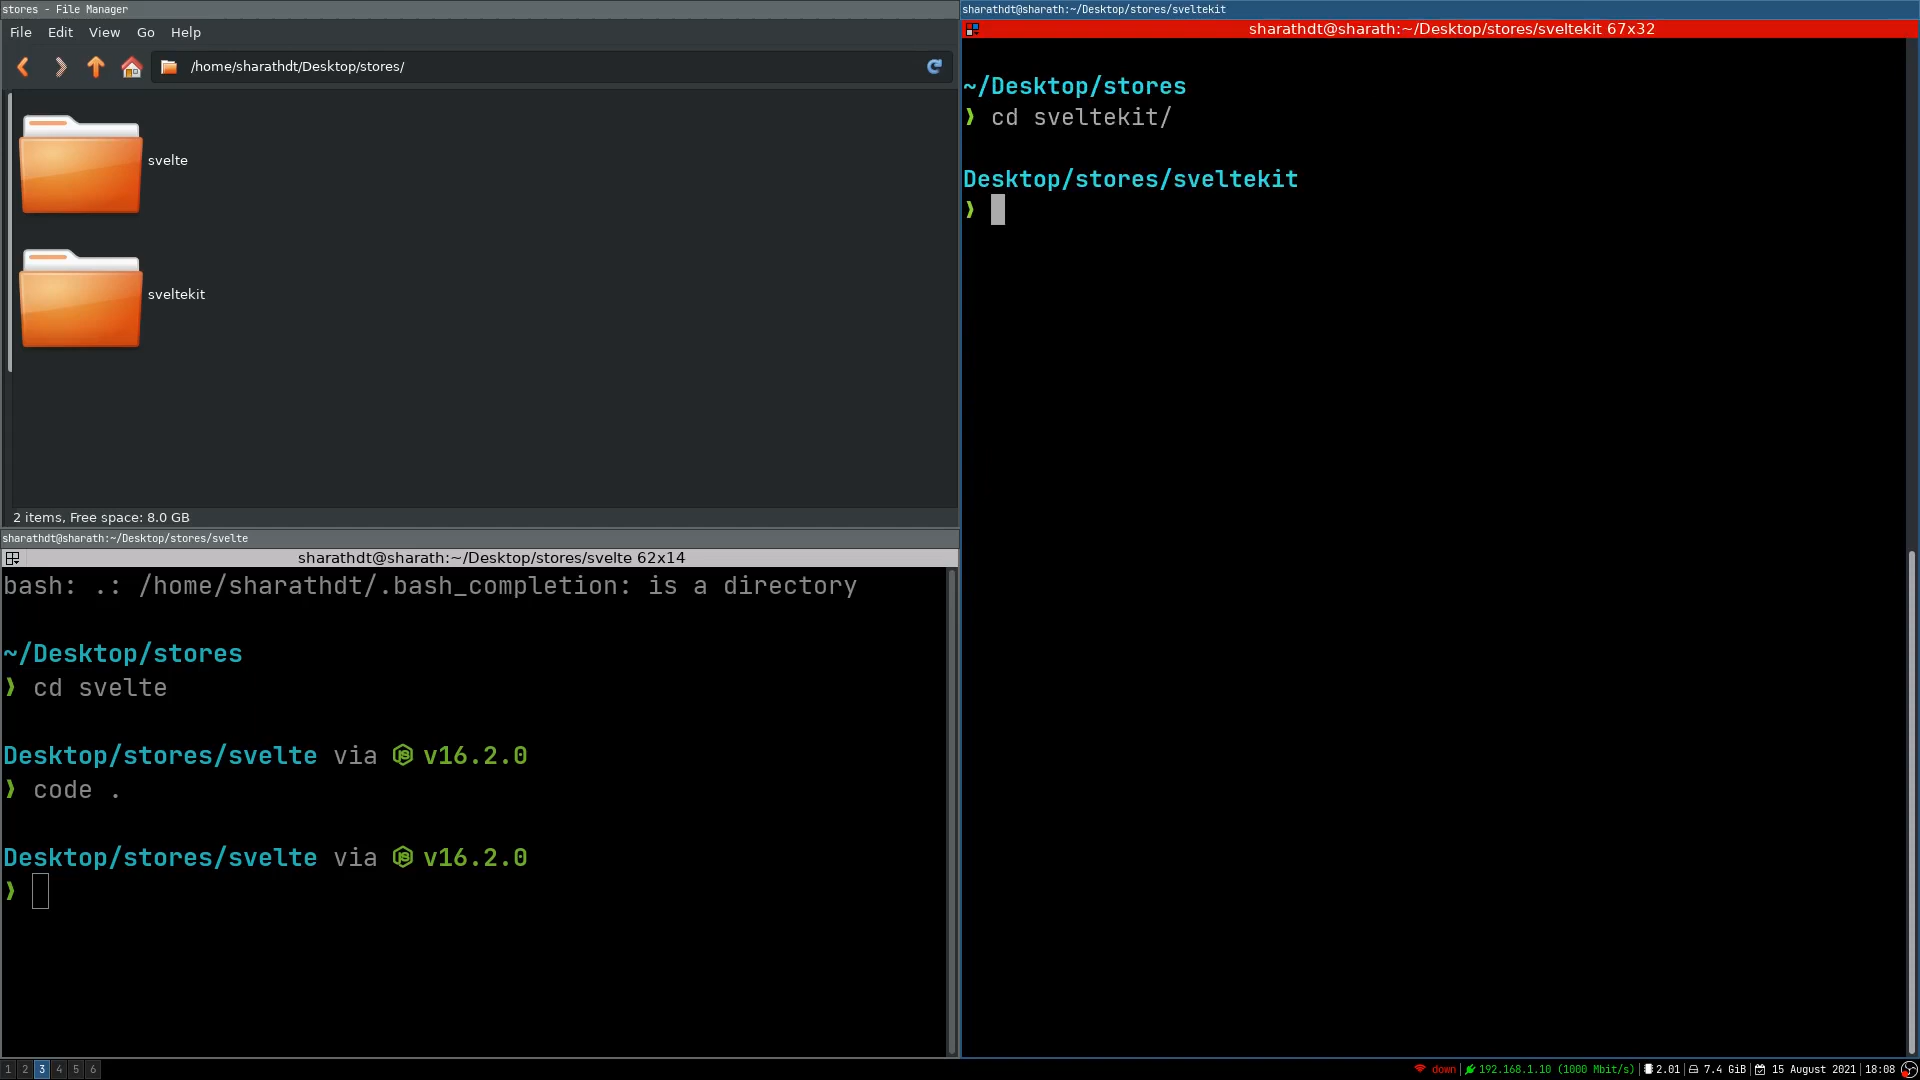 stores - File Manager
File Edit View Go Help
/home/sharathdt/Desktop/stores/
svelte
sveltekit
2 items, Free space: 8.0 GB
sharathdt@sharath:~/Desktop/stores/svelte
sharathdt@sharath:~/Desktop/stores/svelte 62x14
bash: .: /home/sharathdt/.bash_completion: is a directory
~/Desktop/stores
❯ cd svelte
Desktop/stores/svelte via v16.2.0
❯ code .
Desktop/stores/svelte via v16.2.0
❯
sharathdt@sharath:~/Desktop/stores/sveltekit
sharathdt@sharath:~/Desktop/stores/sveltekit 67x32
~/Desktop/stores
❯ cd sveltekit/
Desktop/stores/sveltekit
❯
1 2 3 4 5 6
down | 192.168.1.10 (1000 Mbit/s) | 2.01 | 7.4 GiB | 15 August 2021 | 18:08